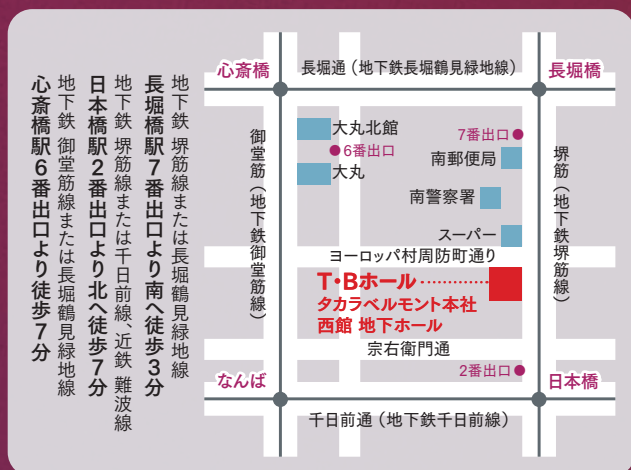 地下鉄 堺筋線または長堀鶴見緑地線
長堀橋駅7番出口より南へ徒歩3分
地下鉄 堺筋線または千日前線、近鉄 難波線
日本橋駅2番出口より北へ徒歩7分
地下鉄 御堂筋線または長堀鶴見緑地線
心斎橋駅6番出口より徒歩7分
心斎橋
長堀通（地下鉄長堀鶴見緑地線）
長堀橋
御堂筋（地下鉄御堂筋線）
大丸北館
6番出口
大丸
7番出口
南郵便局
南警察署
スーパー
堺筋（地下鉄堺筋線）
ヨーロッパ村周防町通り
T・Bホール
タカラベルモント本社
西館 地下ホール
宗右衛門通
なんば
2番出口
日本橋
千日前通（地下鉄千日前線）